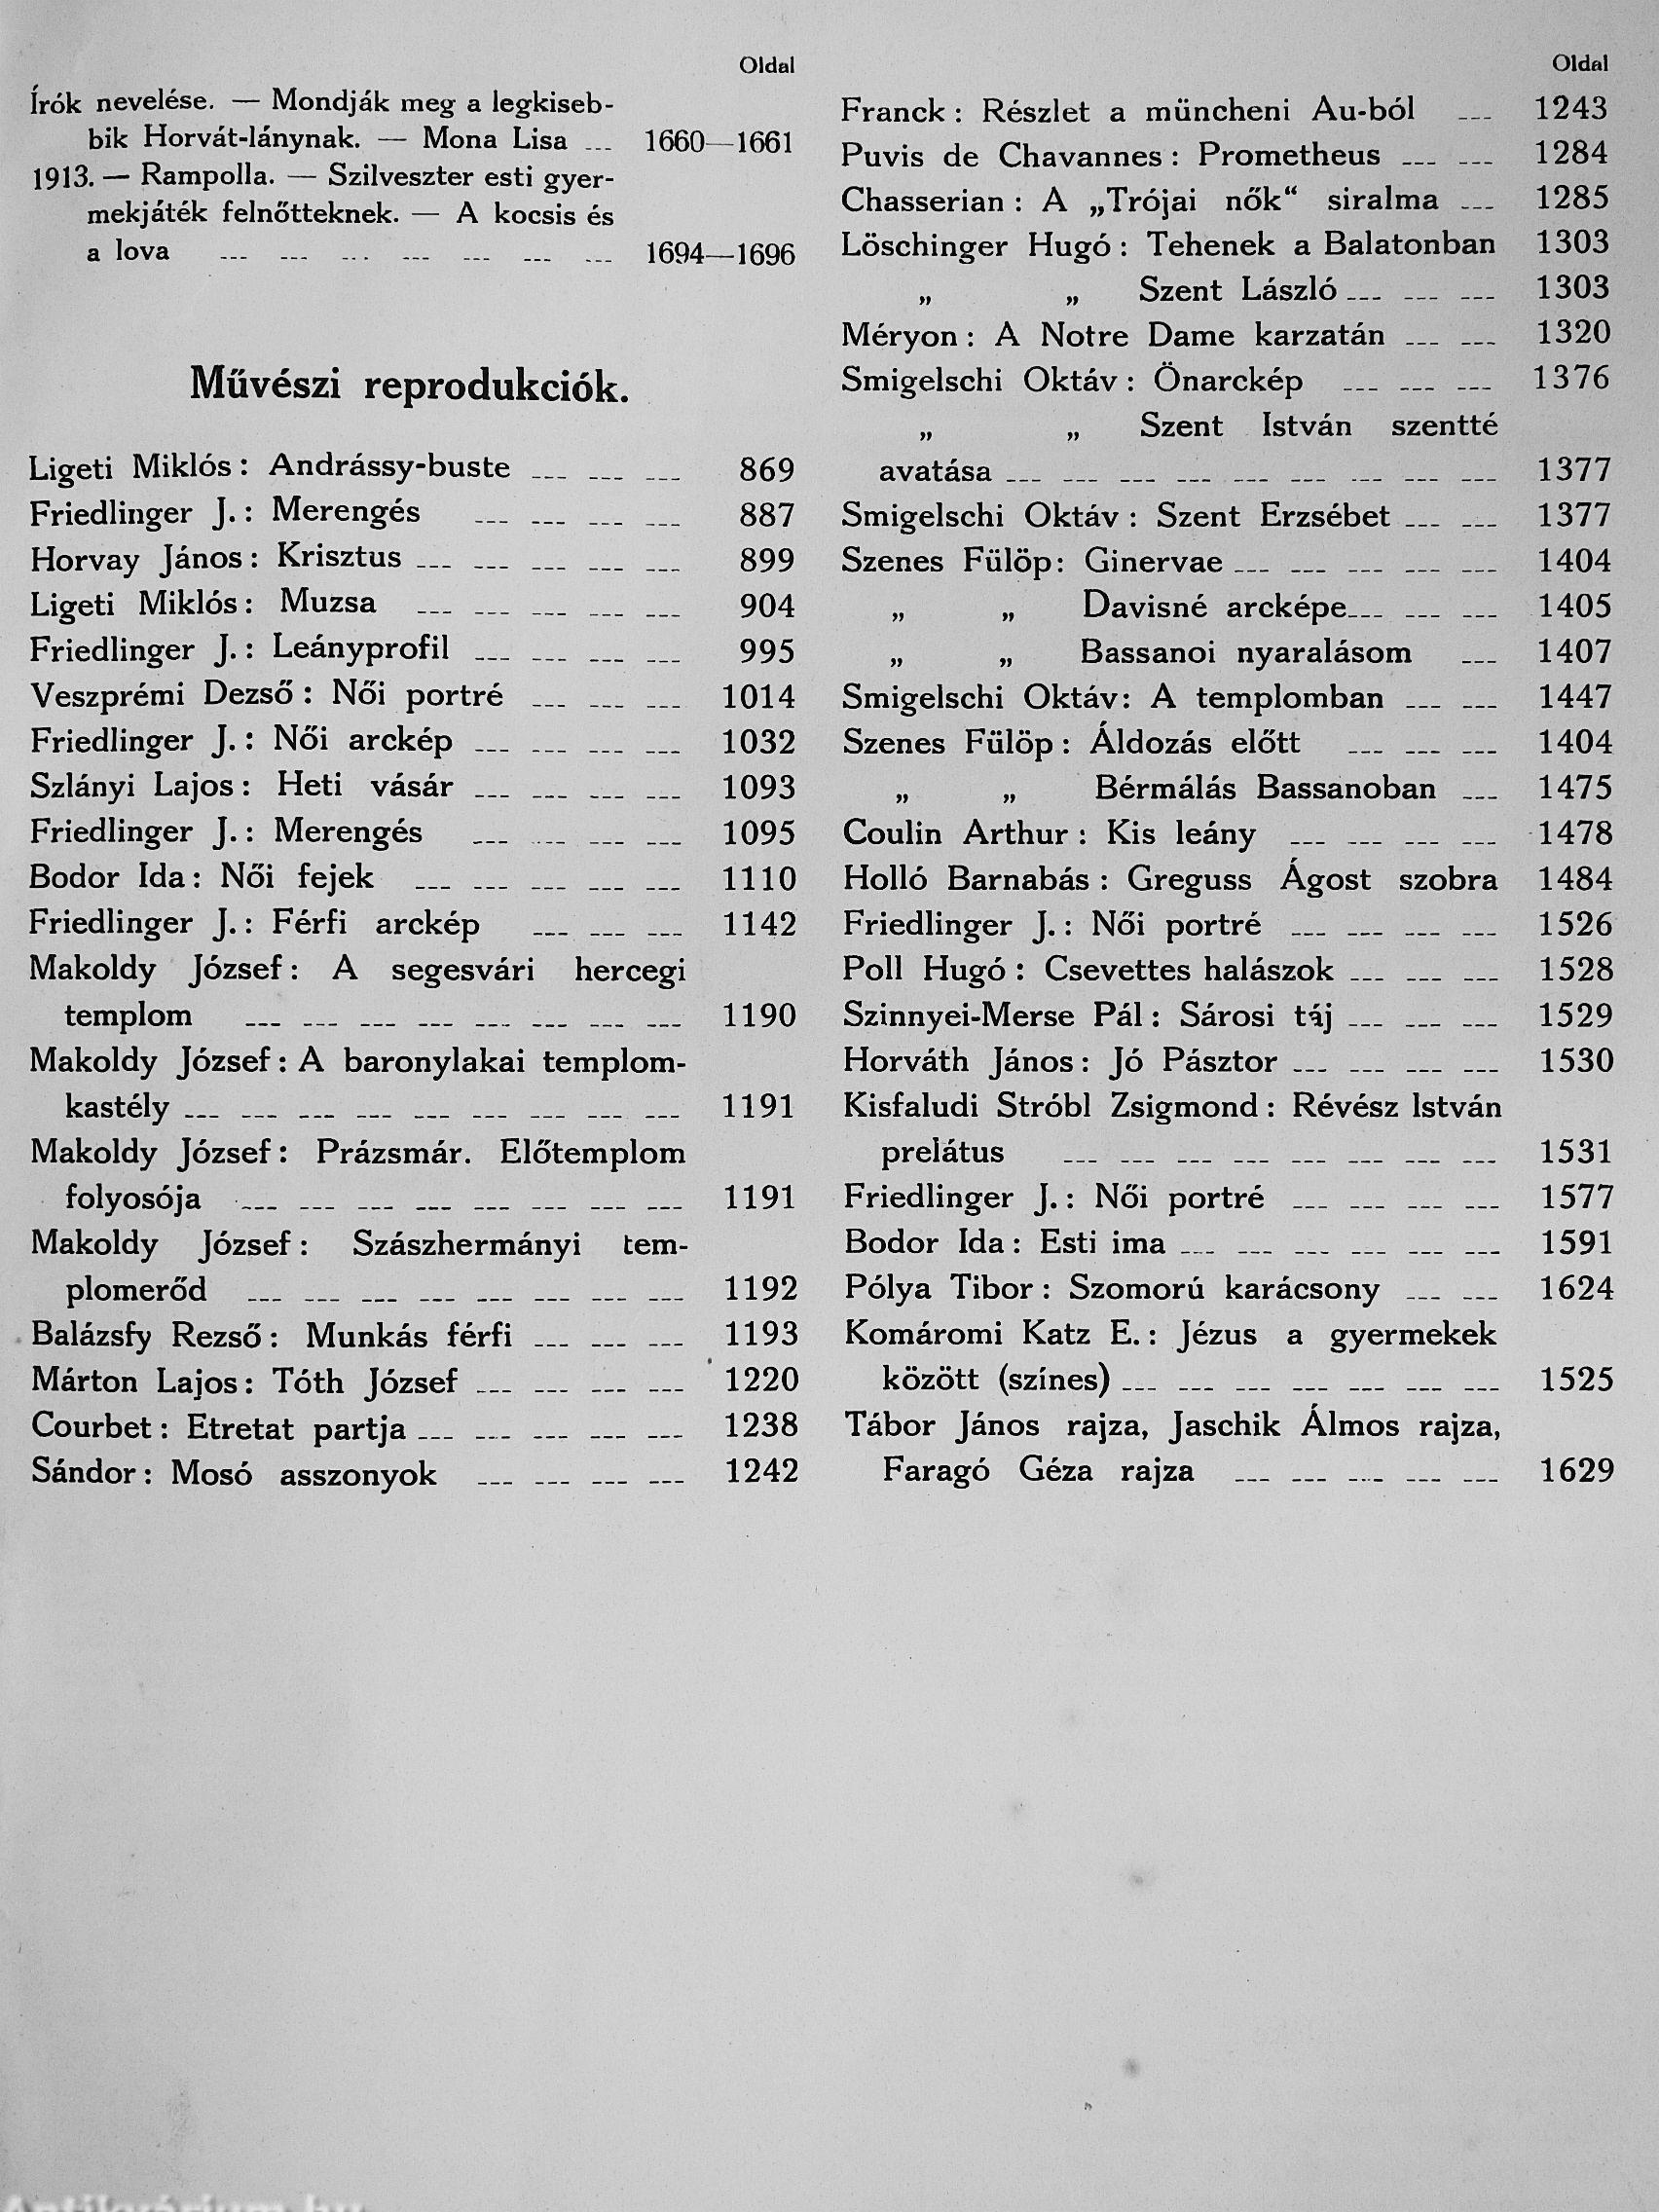 Oldal
Írók nevelése. — Mondják meg a legkiseb-
bik Horvát-lánynak. — Mona Lisa ... 1660—1661
1913. — Rampolla. — Szilveszter esti gyer-
mekjáték felnőtteknek. — A kocsis és
a lova ... ... ... ... ... ... ... 1694—1696
Művészi reprodukciók.
Ligeti Miklós: Andrássy-buste ... ... ... 869
Friedlinger J.: Merengés ... ... ... ... 887
Horvay János: Krisztus ... ... ... ... ... 899
Ligeti Miklós: Muzsa ... ... ... ... ... 904
Friedlinger J.: Leányprofil ... ... ... ... 995
Veszprémi Dezső: Női portré ... ... ... 1014
Friedlinger J.: Női arckép ... ... ... ... 1032
Szlányi Lajos: Heti vásár ... ... ... ... 1093
Friedlinger J.: Merengés ... ... ... ... 1095
Bodor Ida: Női fejek ... ... ... ... ... 1110
Friedlinger J.: Férfi arckép ... ... ... 1142
Makoldy József: A segesvári hercegi
templom ... ... ... ... ... ... ... ... 1190
Makoldy József: A baronylakai templom-
kastély ... ... ... ... ... ... ... ... ... 1191
Makoldy József: Prázsmár. Előtemplom
folyosója ... ... ... ... ... ... ... ... 1191
Makoldy József: Szászhermányi tem-
plomerőd ... ... ... ... ... ... ... ... 1192
Balázsfy Rezső: Munkás férfi ... ... ... 1193
Márton Lajos: Tóth József ... ... ... ... 1220
Courbet: Etretat partja ... ... ... ... ... 1238
Sándor: Mosó asszonyok ... ... ... ... 1242
Oldal
Franck: Részlet a müncheni Au-ból ... 1243
Puvis de Chavannes: Prometheus ... ... 1284
Chasserian: A „Trójai nők“ siralma ... 1285
Löschinger Hugó: Tehenek a Balatonban 1303
„ „ Szent László ... ... ... 1303
Méryon: A Notre Dame karzatán ... ... 1320
Smigelschi Oktáv: Önarckép ... ... ... 1376
„ „ Szent István szentté
avatása ... ... ... ... ... ... ... ... ... 1377
Smigelschi Oktáv: Szent Erzsébet ... ... 1377
Szenes Fülöp: Ginervae ... ... ... ... ... 1404
„ „ Davisné arcképe ... ... ... 1405
„ „ Bassanoi nyaralásom ... 1407
Smigelschi Oktáv: A templomban ... ... 1447
Szenes Fülöp: Áldozás előtt ... ... ... 1404
„ „ Bérmálás Bassanoban ... 1475
Coulin Arthur: Kis leány ... ... ... ... 1478
Holló Barnabás: Greguss Ágost szobra 1484
Friedlinger J.: Női portré ... ... ... ... 1526
Poll Hugó: Csevettes halászok ... ... ... 1528
Szinnyei-Merse Pál: Sárosi táj ... ... ... 1529
Horváth János: Jó Pásztor ... ... ... ... 1530
Kisfaludi Stróbl Zsigmond: Révész István
prelátus ... ... ... ... ... ... ... ... 1531
Friedlinger J.: Női portré ... ... ... ... 1577
Bodor Ida: Esti ima ... ... ... ... ... ... 1591
Pólya Tibor: Szomorú karácsony ... ... 1624
Komáromi Katz E.: Jézus a gyermekek
között (színes) ... ... ... ... ... ... ... 1525
Tábor János rajza, Jaschik Álmos rajza,
Faragó Géza rajza ... ... ... ... ... 1629